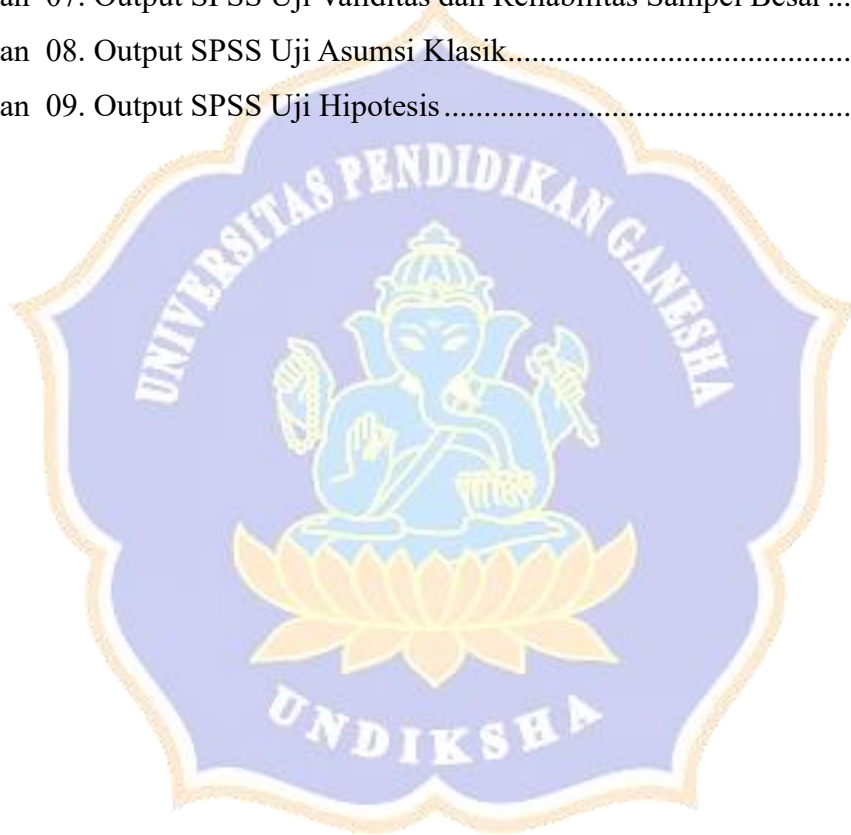 an 07. Output SPSS Uji Validitas dan Reliabilitas Sampel Besar ...
an 08. Output SPSS Uji Asumsi Klasik...........................................
an 09. Output SPSS Uji Hipotesis...................................................
UNIVERSITAS PENDIDIKAN GANESHA
UNDIKSHA